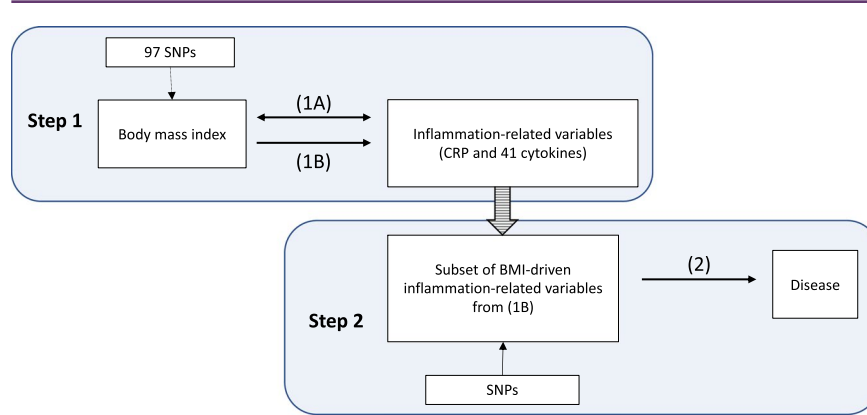 97 SNPs
Step 1
Body mass index
(1A)
(1B)
Inflammation-related variables
(CRP and 41 cytokines)
Step 2
Subset of BMI-driven
inflammation-related variables
from (1B)
(2)
Disease
SNPs